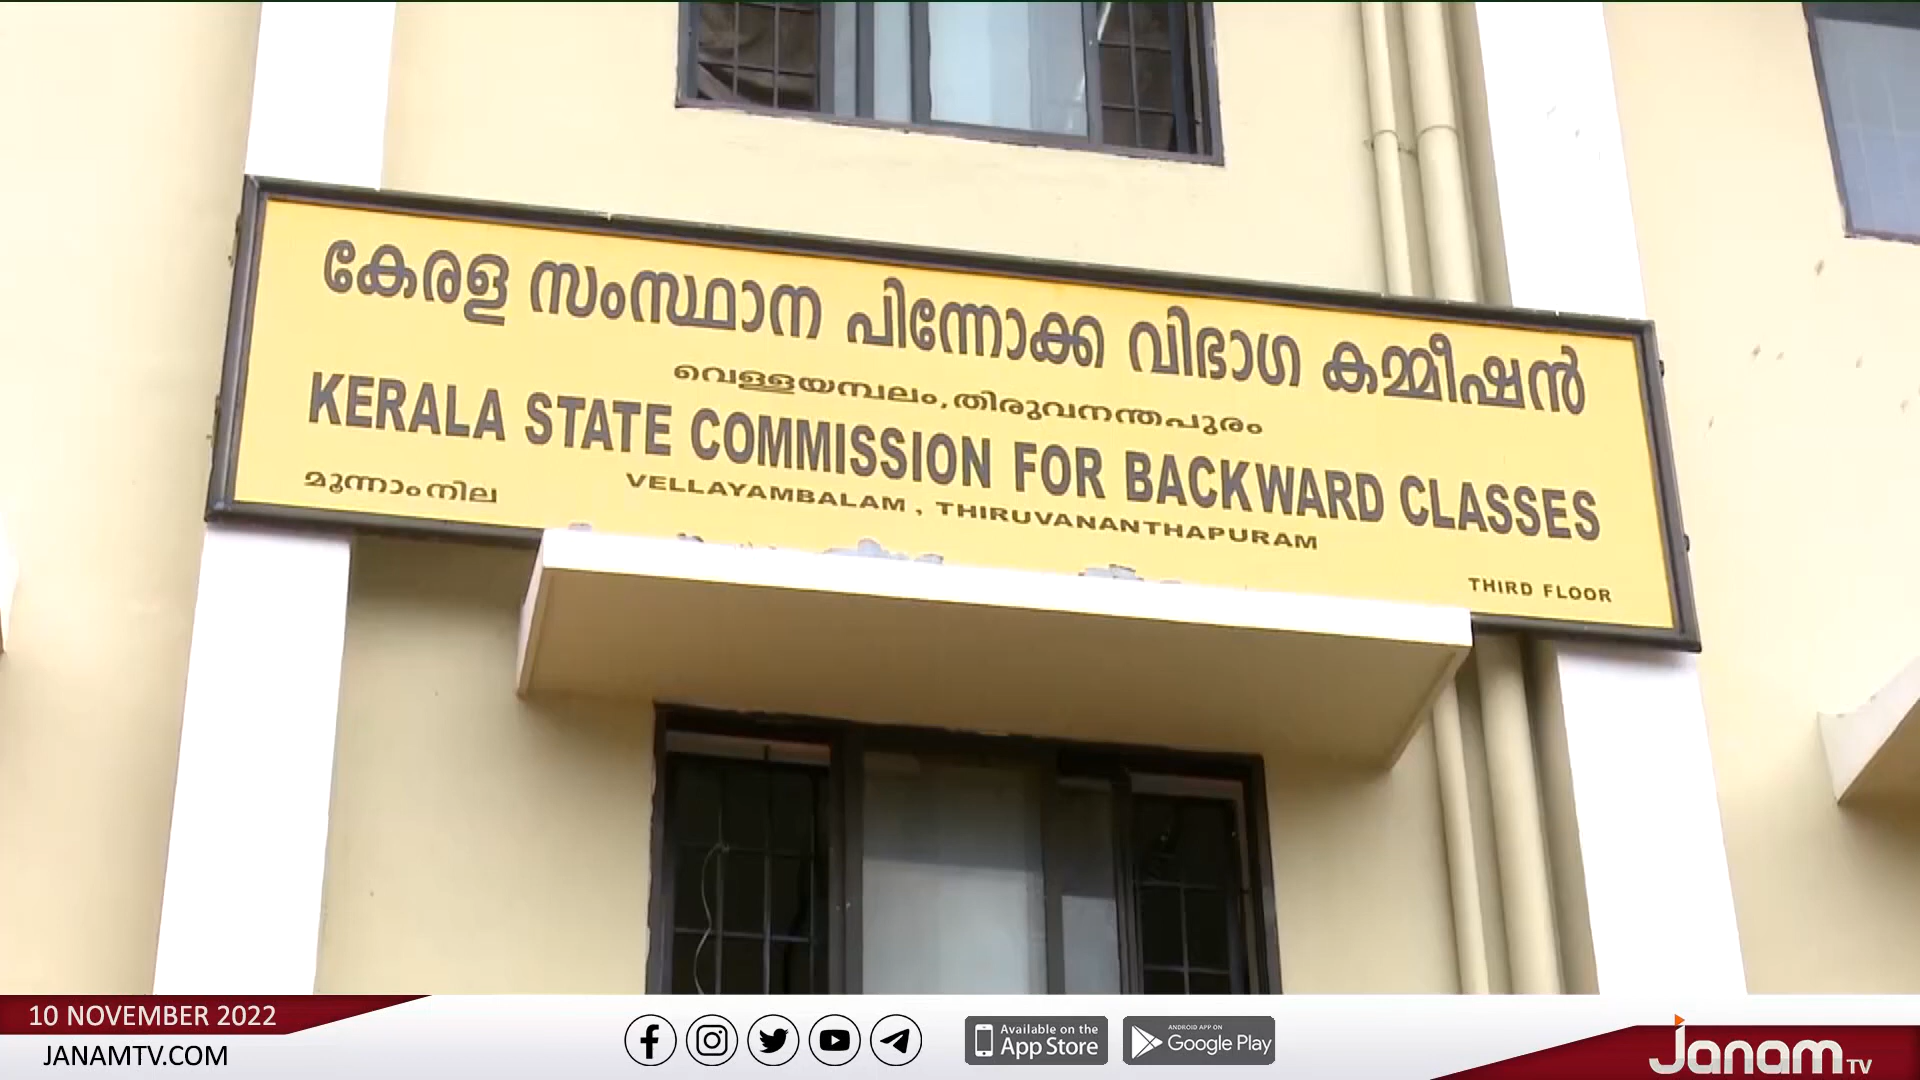 കേരള സംസ്ഥാന പിന്നോക്ക വിഭാഗ കമ്മീഷൻ
വെള്ളയമ്പലം,തിരുവനന്തപുരം
KERALA STATE COMMISSION FOR BACKWARD CLASSES
മൂന്നാംനില
VELLAYAMBALAM , THIRUVANANTHAPURAM
THIRD FLOOR
10 NOVEMBER 2022
JANAMTV.COM
Available on the App Store
ANDROID APP ON Google Play
Janam TV